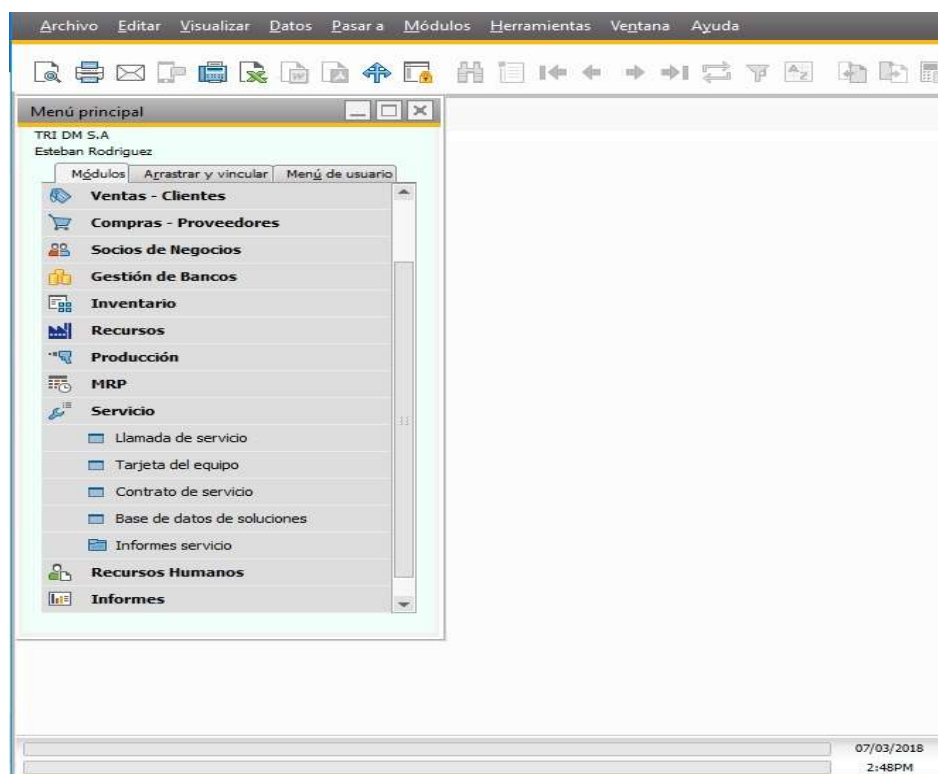 Archivo Editar Visualizar Datos Pasar a Módulos Herramientas Ventana Ayuda
Menú principal
TRI DM S.A
Esteban Rodriguez
Módulos Arrastrar y vincular Menú de usuario
Ventas - Clientes
Compras - Proveedores
Socios de Negocios
Gestión de Bancos
Inventario
Recursos
Producción
MRP
Servicio
Llamada de servicio
Tarjeta del equipo
Contrato de servicio
Base de datos de soluciones
Informes servicio
Recursos Humanos
Informes
07/03/2018
2:48PM